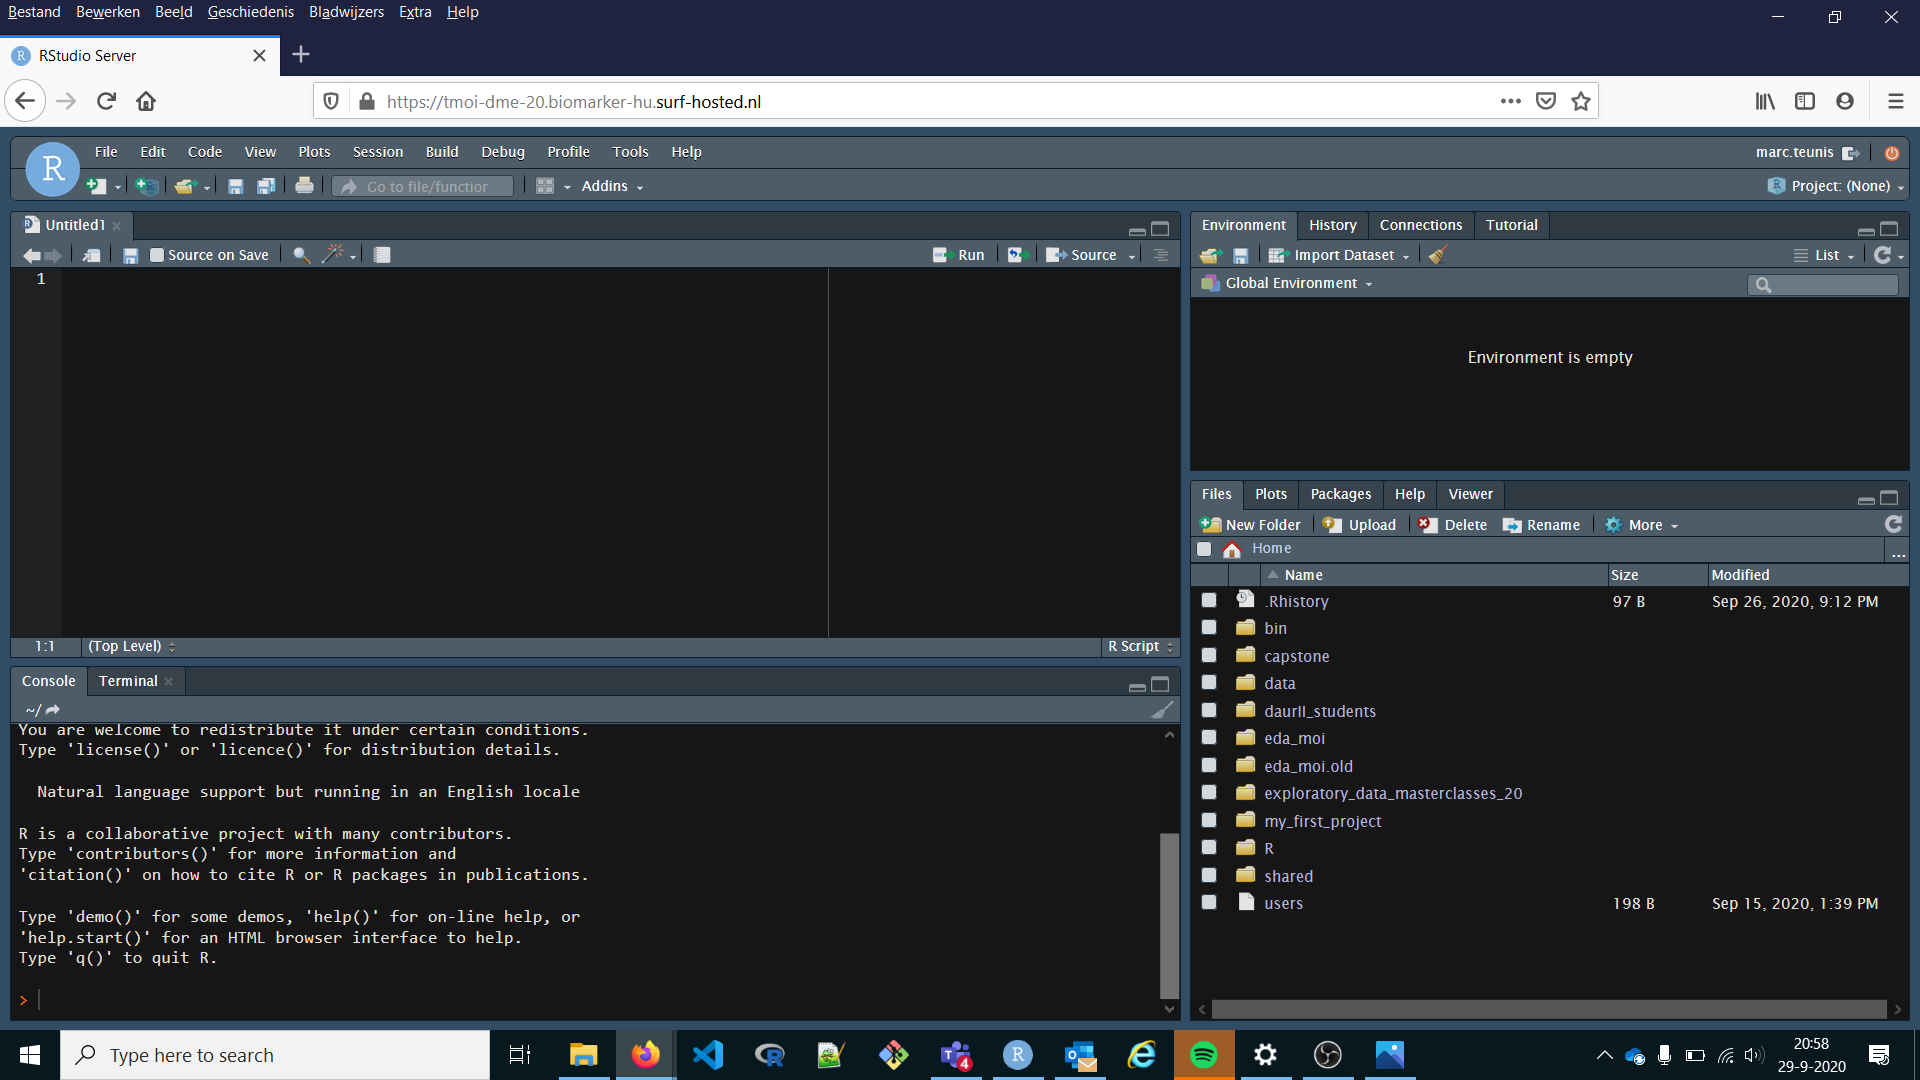 Bestand Bewerken Beeld Geschiedenis Bladwijzers Extra Help
R RStudio Server
https://tmoi-dme-20.biomarker-hu.surf-hosted.nl
R File Edit Code View Plots Session Build Debug Profile Tools Help marc.teunis
Go to file/functior Addins Project: (None)
Untitled1
Source on Save Run Source
1
1:1 (Top Level) R Script
Console Terminal
~/
You are welcome to redistribute it under certain conditions.
Type 'license()' or 'licence()' for distribution details.
Natural language support but running in an English locale
R is a collaborative project with many contributors.
Type 'contributors()' for more information and
'citation()' on how to cite R or R packages in publications.
Type 'demo()' for some demos, 'help()' for on-line help, or
'help.start()' for an HTML browser interface to help.
Type 'q()' to quit R.
>
Environment History Connections Tutorial
Import Dataset List
Global Environment
Environment is empty
Files Plots Packages Help Viewer
New Folder Upload Delete Rename More
Home ...
Name Size Modified
.Rhistory 97 B Sep 26, 2020, 9:12 PM
bin
capstone
data
daurII_students
eda_moi
eda_moi.old
exploratory_data_masterclasses_20
my_first_project
R
shared
users 198 B Sep 15, 2020, 1:39 PM
Type here to search
4
20:58
29-9-2020